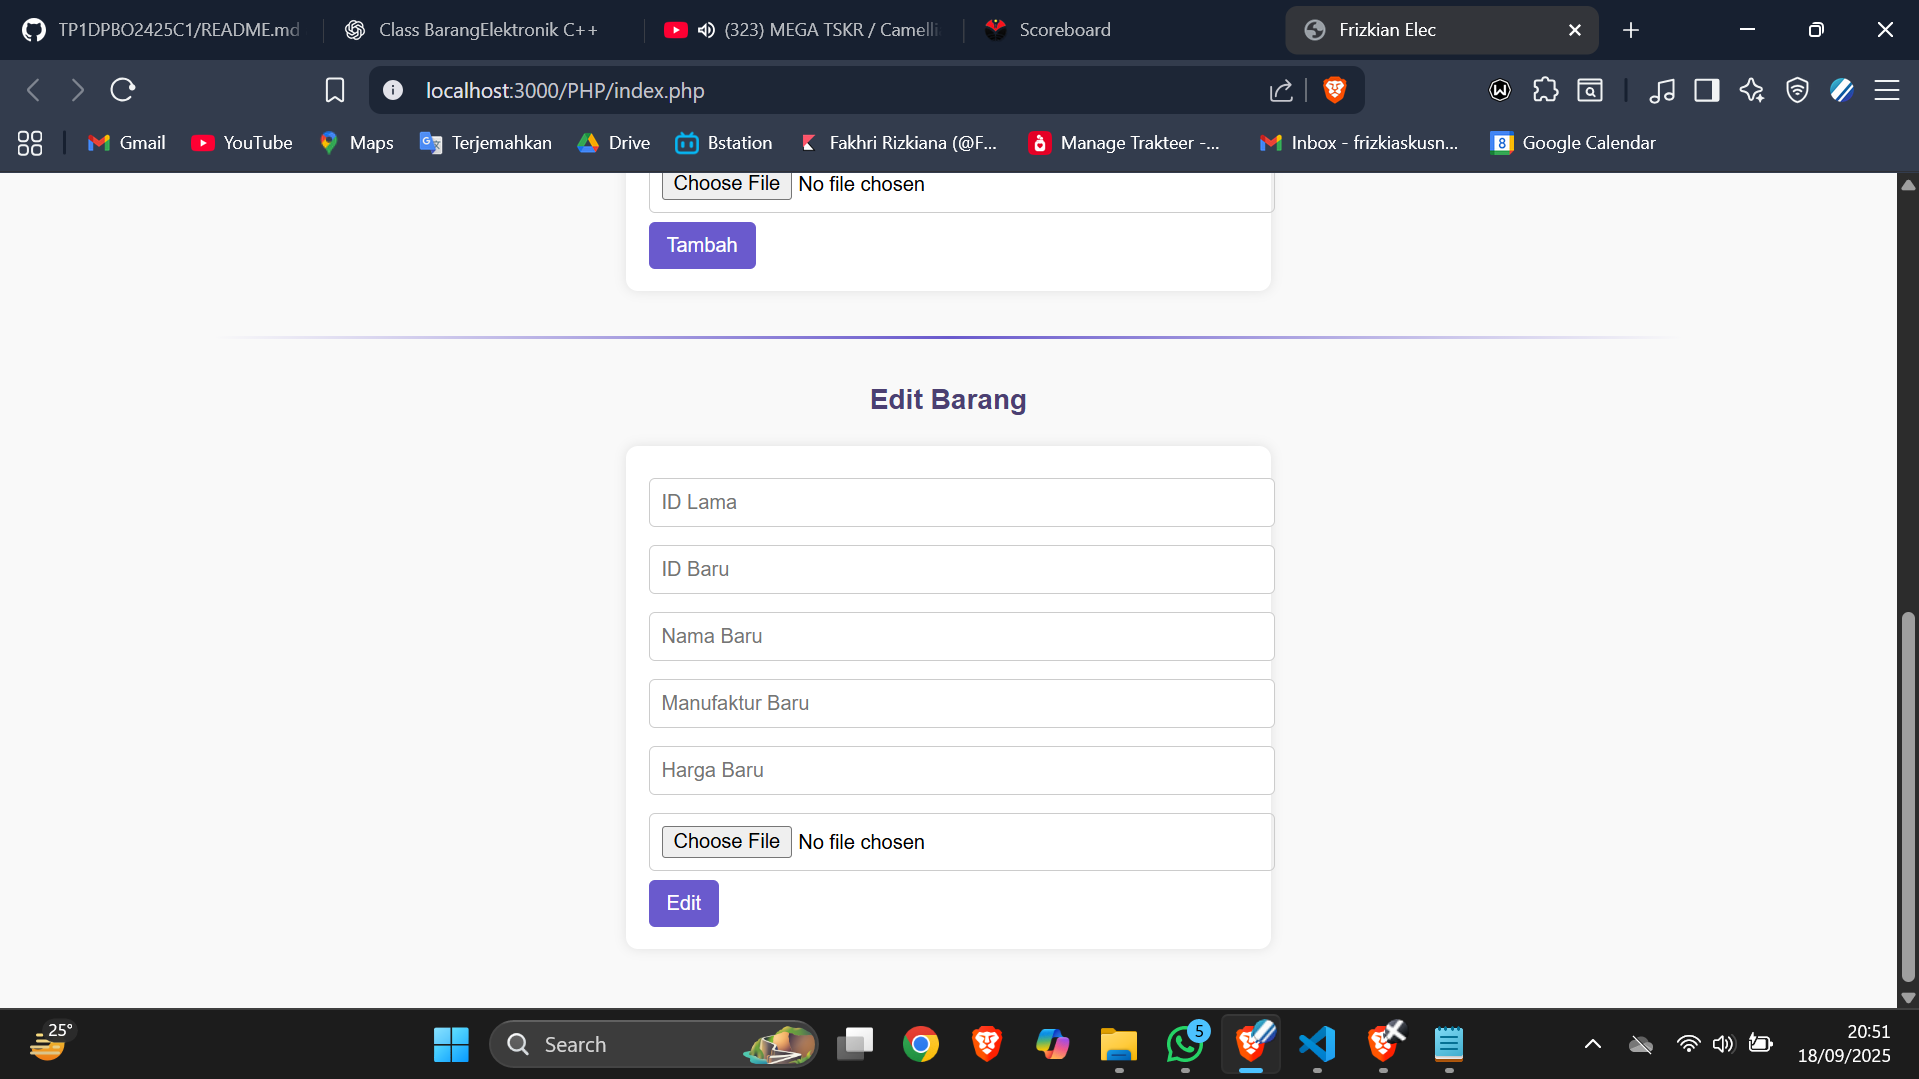 TP1DPBO2425C1/README.md
Class BarangElektronik C++
(323) MEGA TSKR / Camelli
Scoreboard
Frizkian Elec
localhost:3000/PHP/index.php
Gmail
YouTube
Maps
Terjemahkan
Drive
Bstation
Fakhri Rizkiana (@F...
Manage Trakteer -...
Inbox - frizkiaskusn...
8
Google Calendar
Choose File No file chosen
Tambah
Edit Barang
ID Lama
ID Baru
Nama Baru
Manufaktur Baru
Harga Baru
Choose File No file chosen
Edit
25°
Search
5
20:51
18/09/2025